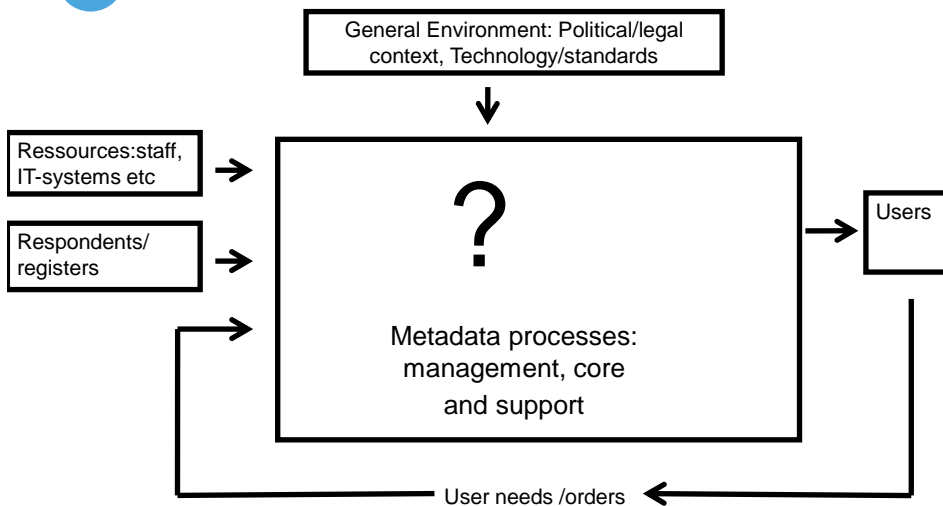 General Environment: Political/legal
context, Technology/standards
Ressources:staff,
IT-systems etc
Respondents/
registers
?
Metadata processes:
management, core
and support
Users
User needs /orders